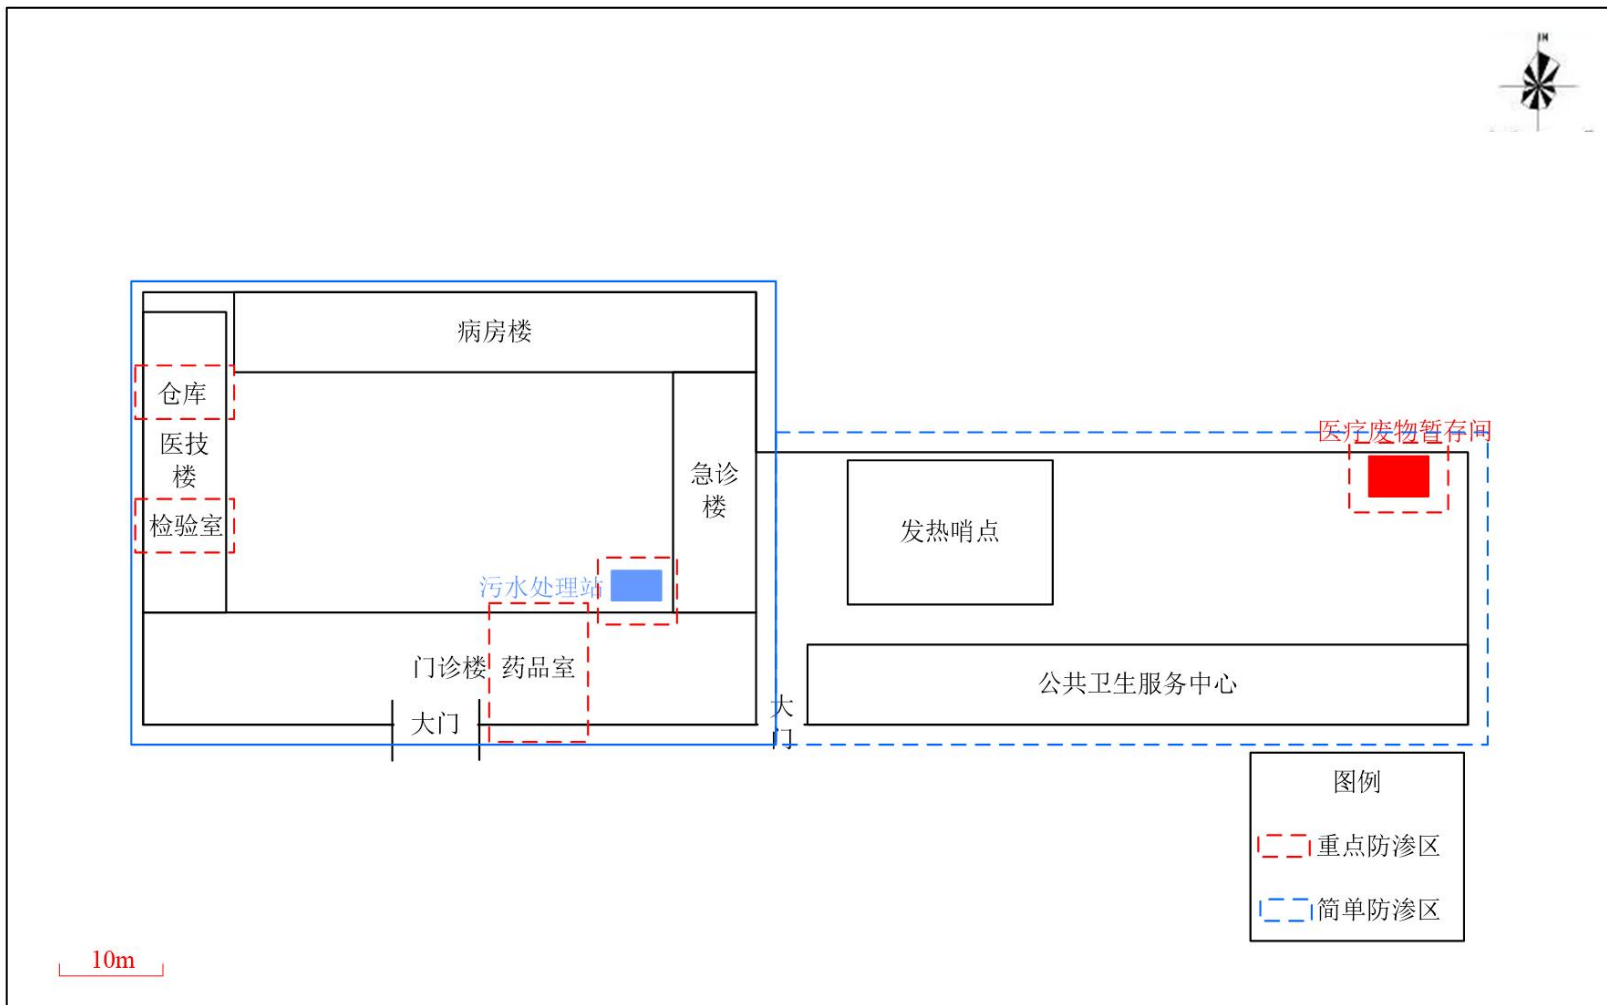 病房楼
仓库
医技
楼
检验室
急诊
楼
污水处理站
门诊楼
药品室
大门
大
门
医疗废物暂存间
发热哨点
公共卫生服务中心
图例
重点防渗区
简单防渗区
10m